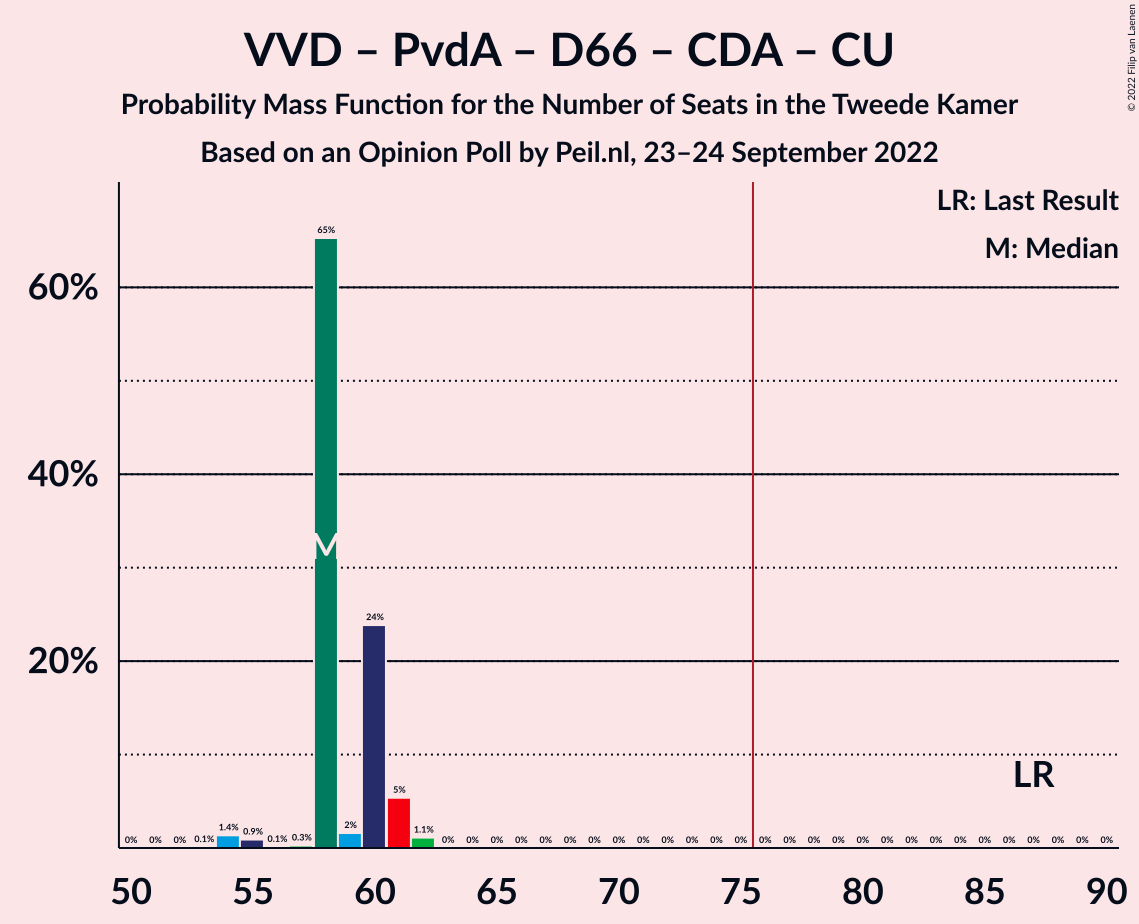 VVD – PvdA – D66 – CDA – CU
Probability Mass Function for the Number of Seats in the Tweede Kamer
Based on an Opinion Poll by Peil.nl, 23–24 September 2022
© 2022 Filip van Laenen
LR: Last Result
M: Median
60%
40%
20%
65%
M
24%
LR
0% 0% 0% 0.1% 1.4% 0.9% 0.1% 0.3% 2% 5% 1.1% 0% 0% 0% 0% 0% 0% 0% 0% 0% 0% 0% 0% 0% 0% 0% 0% 0% 0% 0% 0% 0% 0% 0% 0% 0% 0% 0% 0%
50 55 60 65 70 75 80 85 90